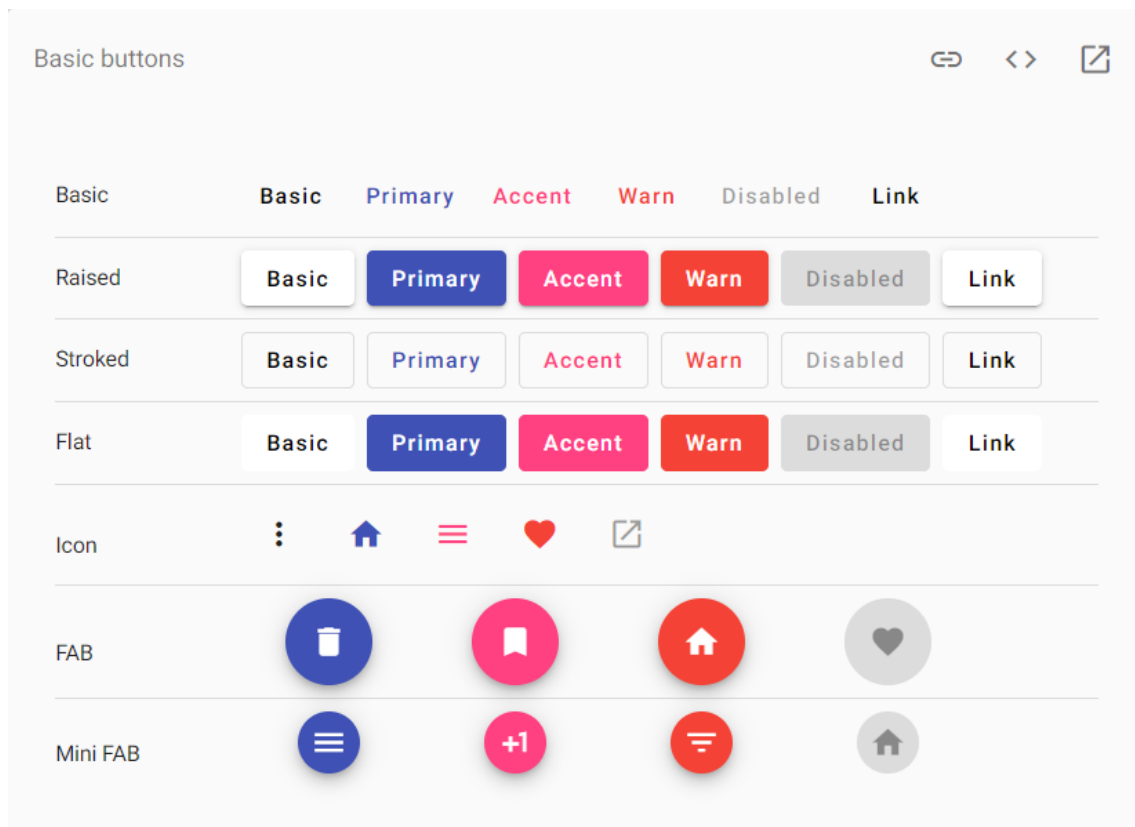 Basic buttons
Basic Basic Primary Accent Warn Disabled Link
Raised Basic Primary Accent Warn Disabled Link
Stroked Basic Primary Accent Warn Disabled Link
Flat Basic Primary Accent Warn Disabled Link
Icon
FAB
Mini FAB +1